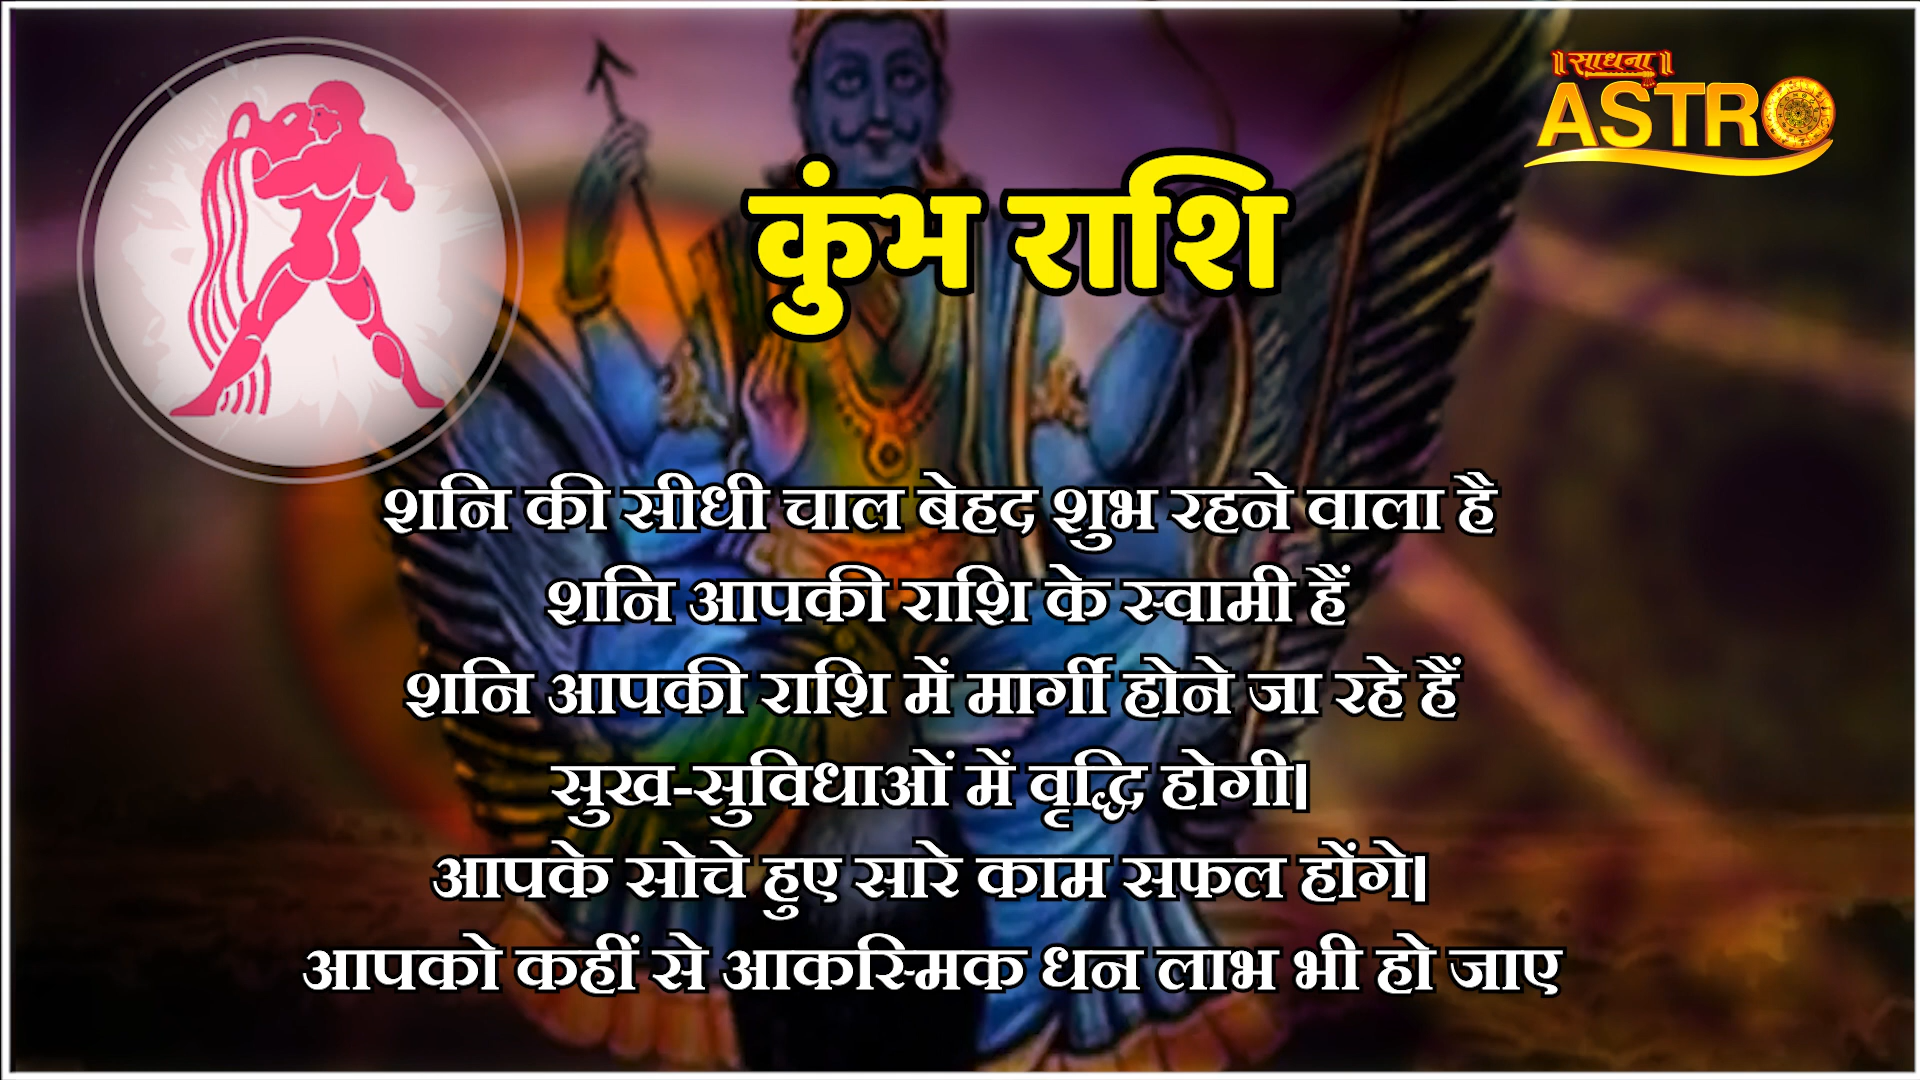 ॥साधना॥
ASTRO
कुंभ राशि
शनि की सीधी चाल बेहद शुभ रहने वाला है
शनि आपकी राशि के स्वामी हैं
शनि आपकी राशि में मार्गी होने जा रहे हैं
सुख-सुविधाओं में वृद्धि होगी।
आपके सोचे हुए सारे काम सफल होंगे।
आपको कहीं से आकस्मिक धन लाभ भी हो जाए